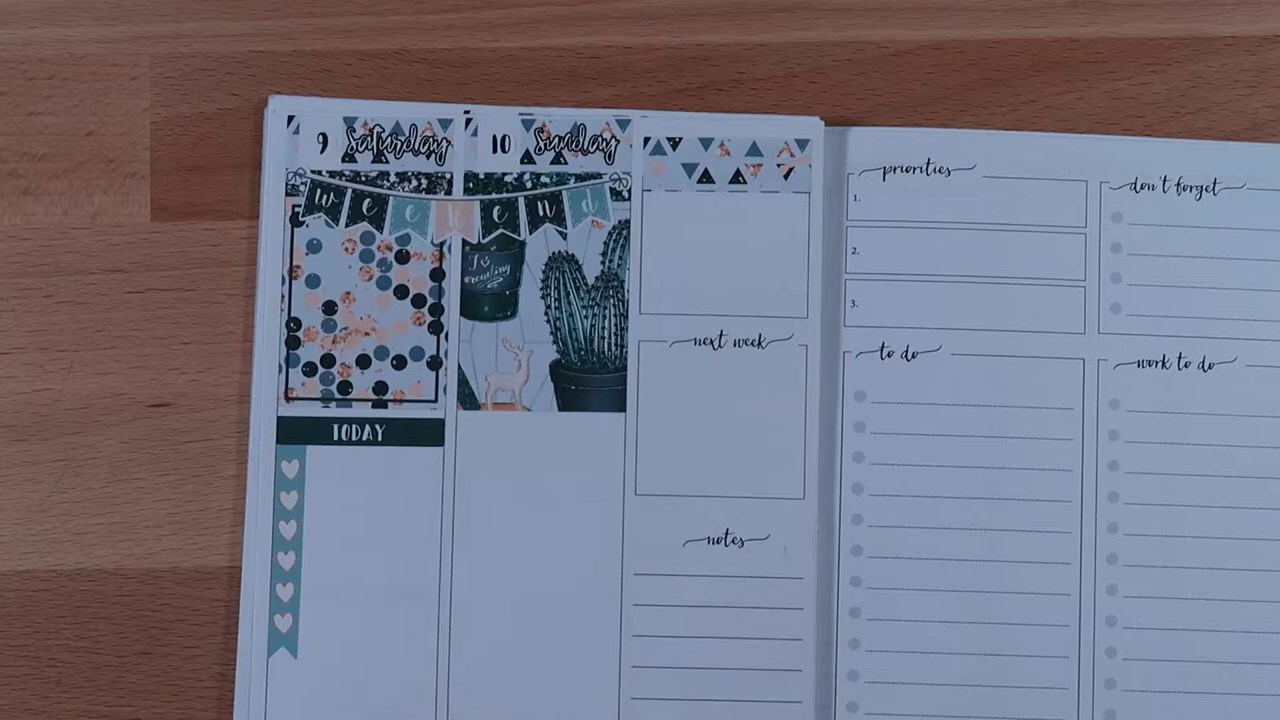 9 Saturday
10 Sunday
weekend
I
creating
TODAY
next week
notes
priorities
1.
2.
3.
don't forget
to do
work to do